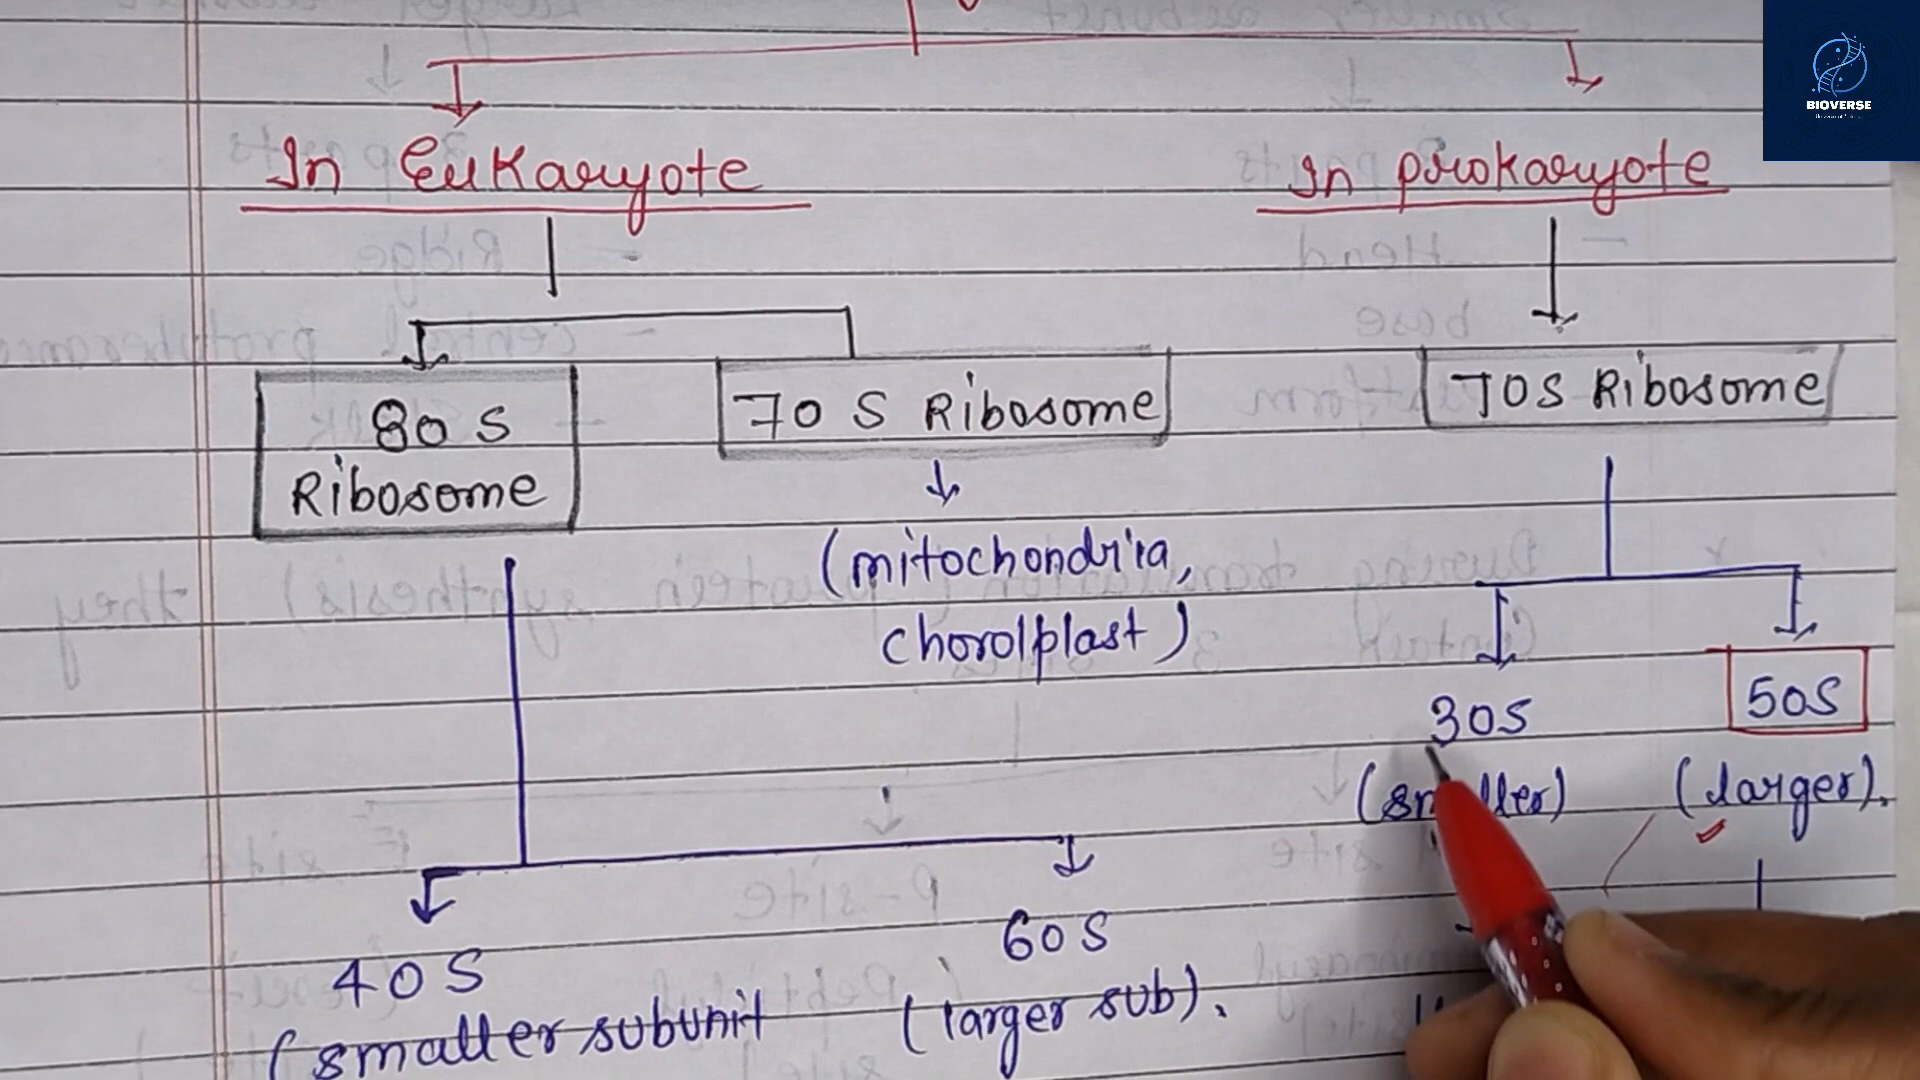 BIOVERSE
In Eukaryote
In prokaryote
80 S
Ribosome
70 S Ribosome
70S Ribosome
(mitochondria,
chorolplast)
30S
50S
(larger).
40 S
60 S
(smaller subunit
(larger sub).